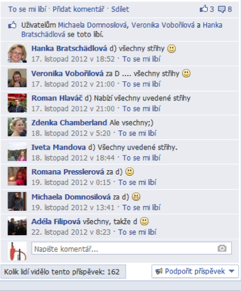 To se mi líbí · Přidat komentář · Sdílet 3 8
Uživatelům Michaela Domnosilová, Veronika Vobořilová a Hanka
Bratschädlová se toto líbí.
Hanka Bratschädlová d) všechny střihy
17. listopad 2012 v 18:52 · To se mi líbí
Veronika Vobořilová za D .... všechny střihy
17. listopad 2012 v 21:00 · To se mi líbí
Roman Hlaváč d) Nabízí všechny uvedené střihy
17. listopad 2012 v 21:00 · To se mi líbí
Zdenka Chamberland Ale vsechny;)
18. listopad 2012 v 5:20 · To se mi líbí
Iveta Mandova d) Všechny uvedené střihy.
18. listopad 2012 v 18:44 · To se mi líbí
Romana Presslerová za d)
19. listopad 2012 v 9:15 · To se mi líbí
Michaela Domnosilová za d)
19. listopad 2012 v 13:41 · To se mi líbí
Adéla Filipová všechny, takže d
22. listopad 2012 v 8:23 · To se mi líbí
Napište komentář...
Kolik lidí vidělo tento příspěvek: 162 Podpořit příspěvek